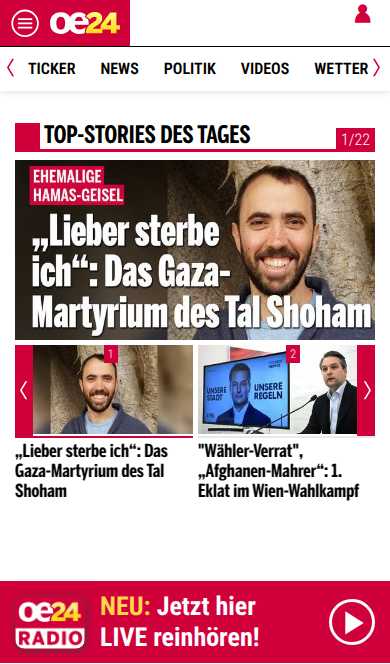 oe24
TICKER NEWS POLITIK VIDEOS WETTER
TOP-STORIES DES TAGES
1/22
EHEMALIGE
HAMAS-GEISEL
„Lieber sterbe
ich“: Das Gaza-
Martyrium des Tal Shoham
1
2
UNSERE
STADT
UNSERE
REGELN
„Lieber sterbe ich“: Das
Gaza-Martyrium des Tal
Shoham
"Wähler-Verrat",
„Afghanen-Mahrer“: 1.
Eklat im Wien-Wahlkampf
oe24
RADIO
NEU: Jetzt hier
LIVE reinhören!